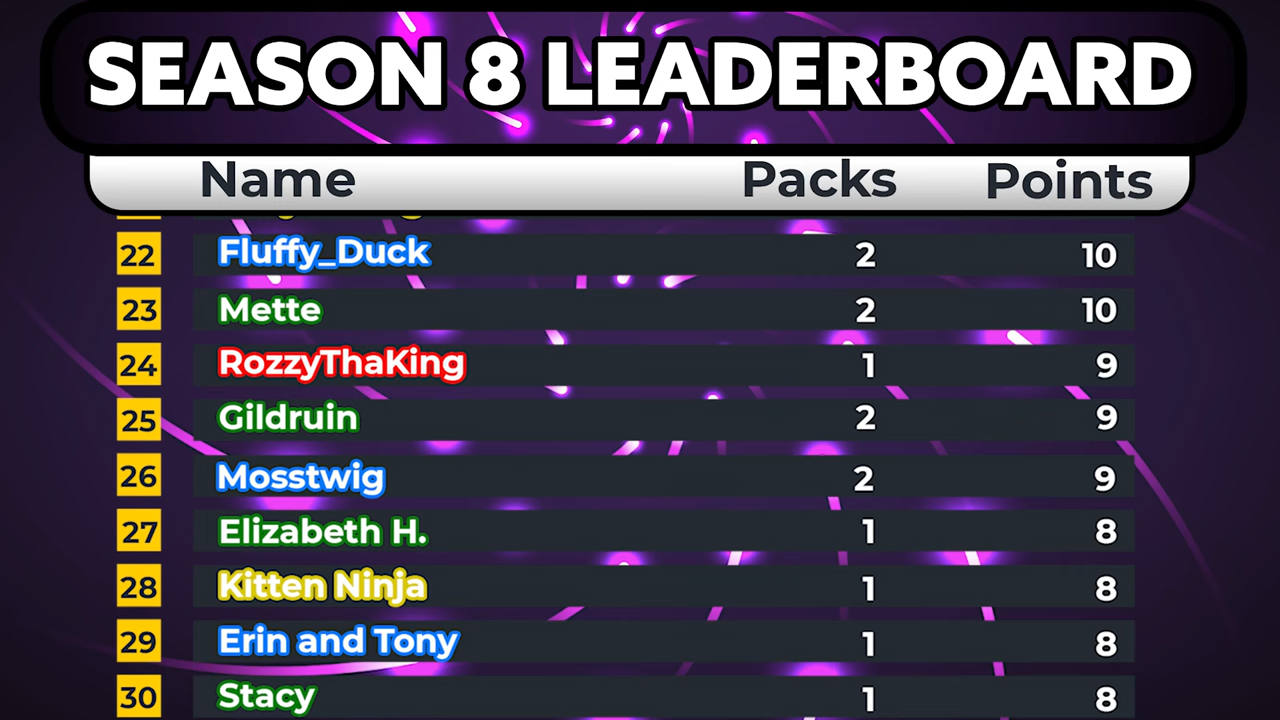 SEASON 8 LEADERBOARD
Name Packs Points
22 Fluffy_Duck 2 10
23 Mette 2 10
24 RozzyThaKing 1 9
25 Gildruin 2 9
26 Mosstwig 2 9
27 Elizabeth H. 1 8
28 Kitten Ninja 1 8
29 Erin and Tony 1 8
30 Stacy 1 8